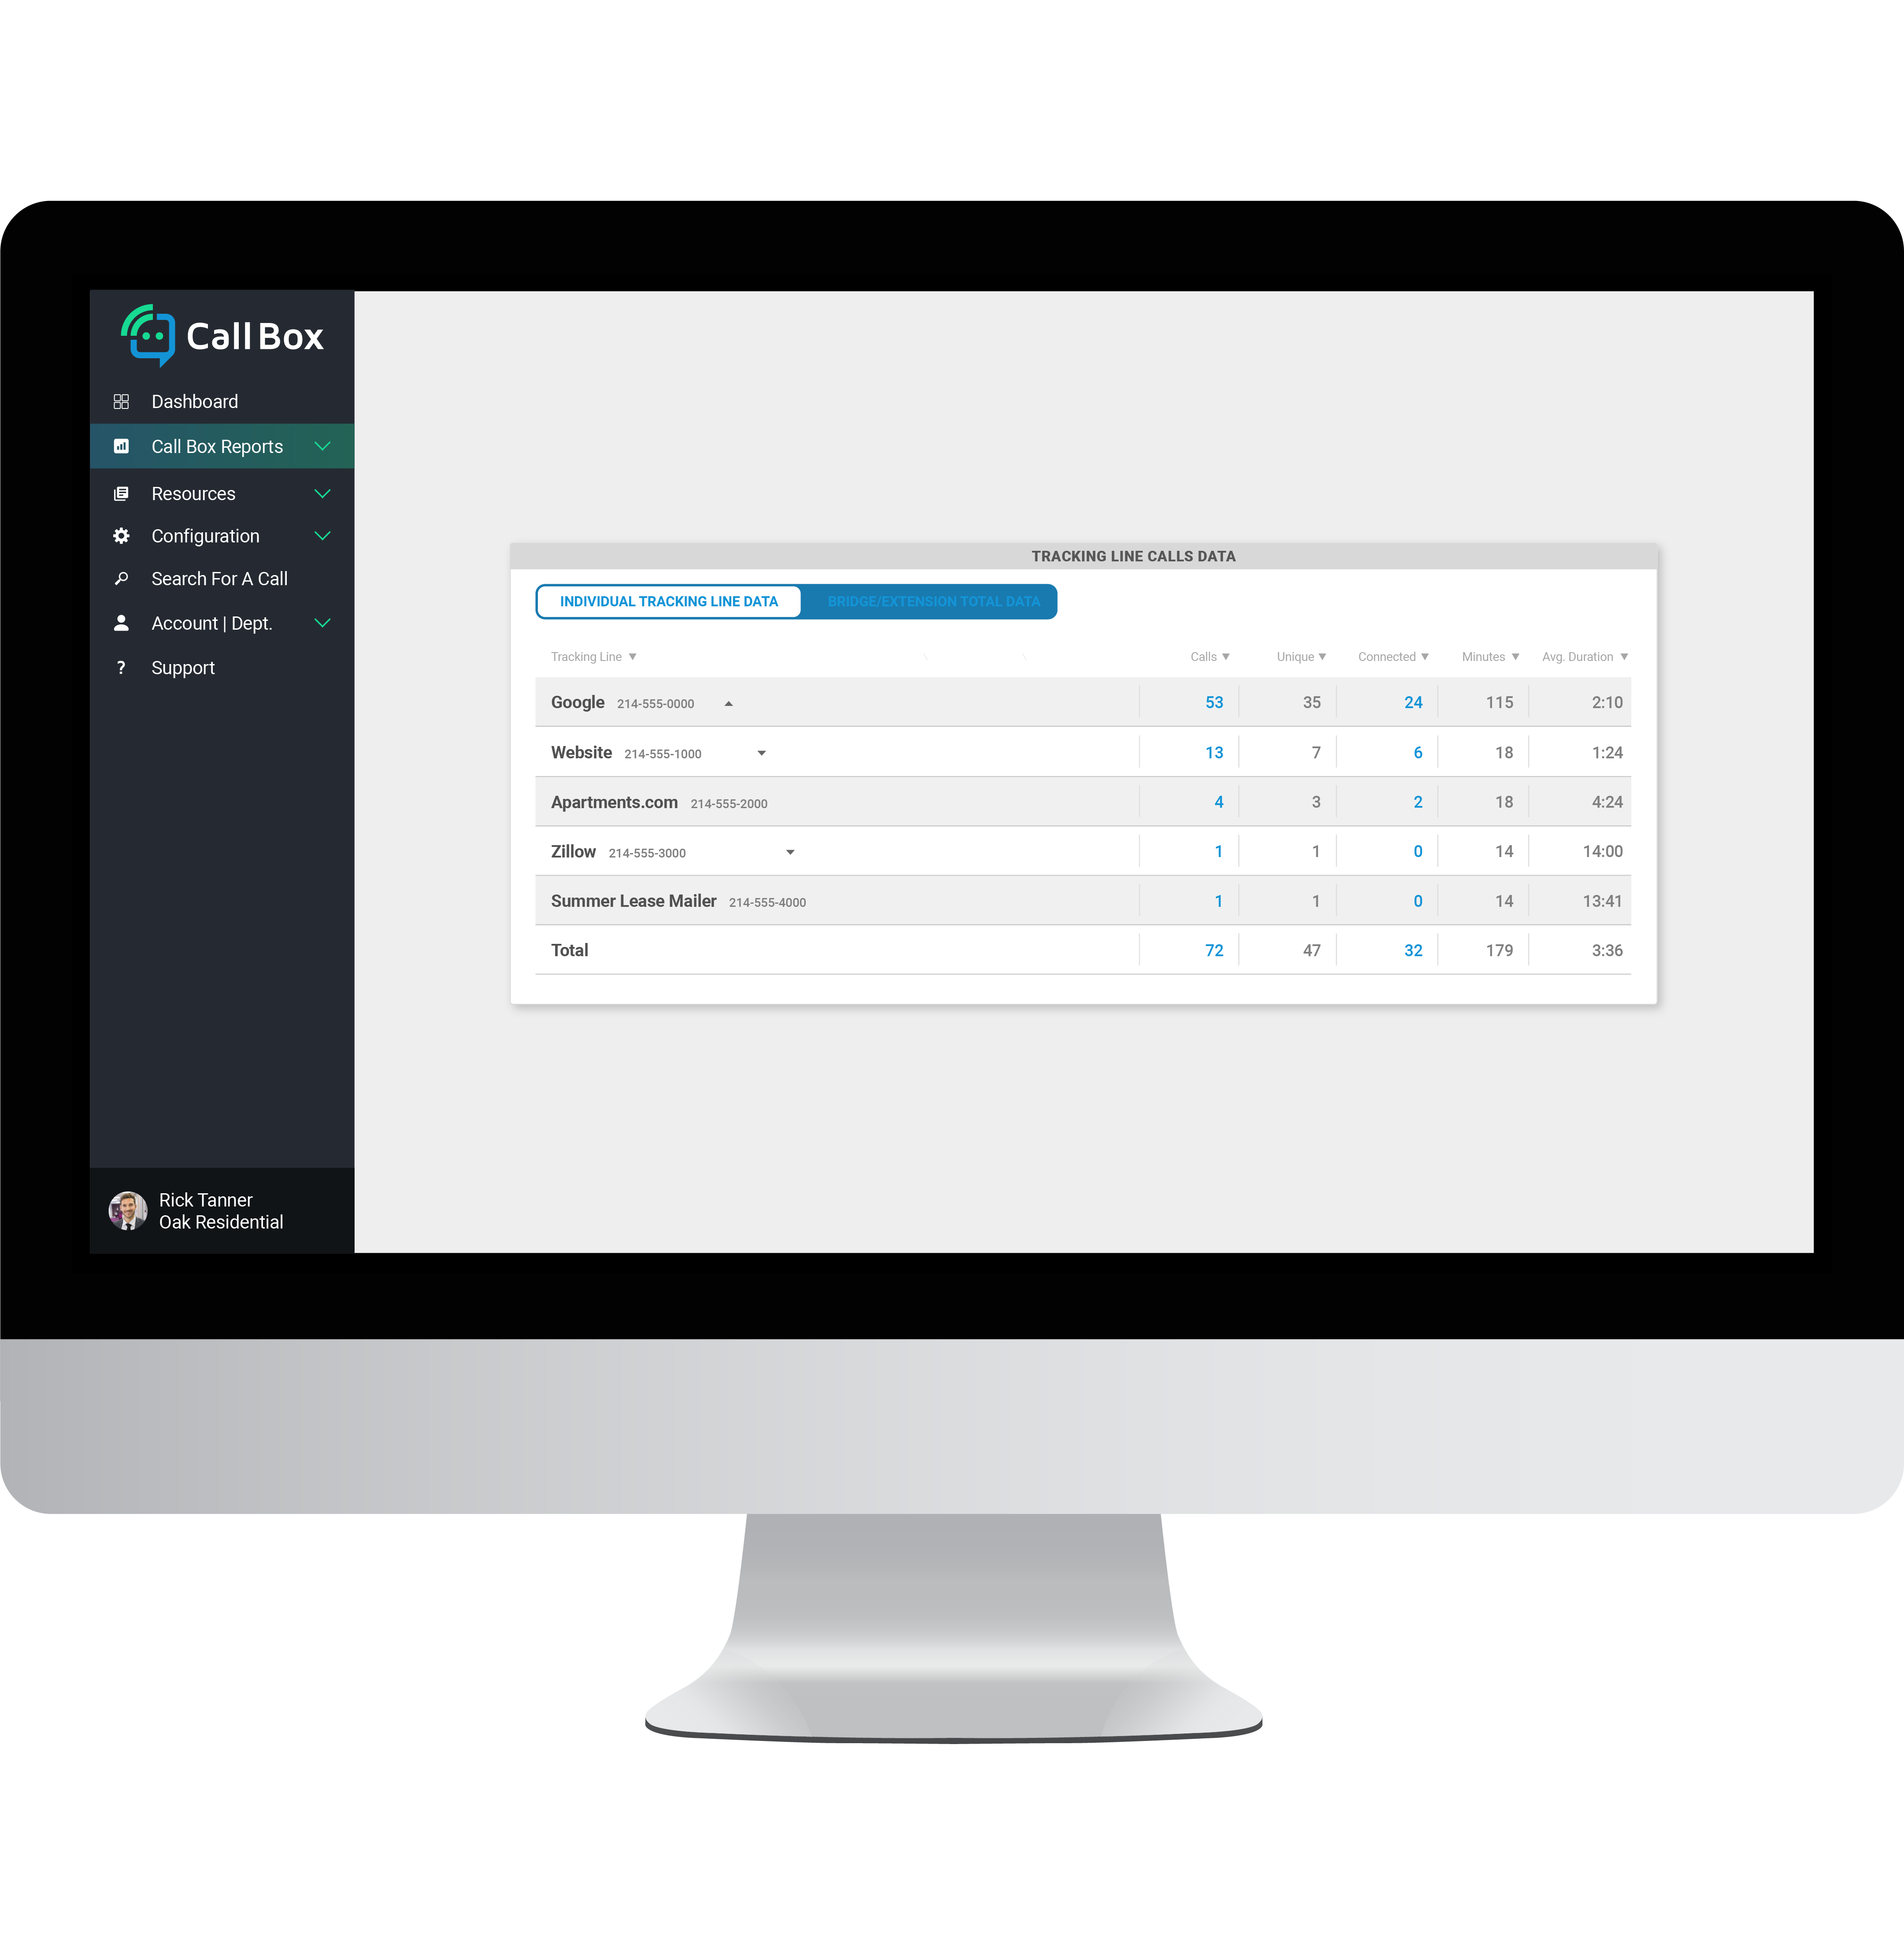 Call Box
Dashboard
Call Box Reports
Resources
Configuration
Search For A Call
Account | Dept.
? Support
Rick Tanner
Oak Residential
TRACKING LINE CALLS DATA
INDIVIDUAL TRACKING LINE DATA BRIDGE/EXTENSION TOTAL DATA
Tracking Line ▼ Calls ▼ Unique ▼ Connected ▼ Minutes ▼ Avg. Duration ▼
Google 214-555-0000 53 35 24 115 2:10
Website 214-555-1000 13 7 6 18 1:24
Apartments.com 214-555-2000 4 3 2 18 4:24
Zillow 214-555-3000 1 1 0 14 14:00
Summer Lease Mailer 214-555-4000 1 1 0 14 13:41
Total 72 47 32 179 3:36